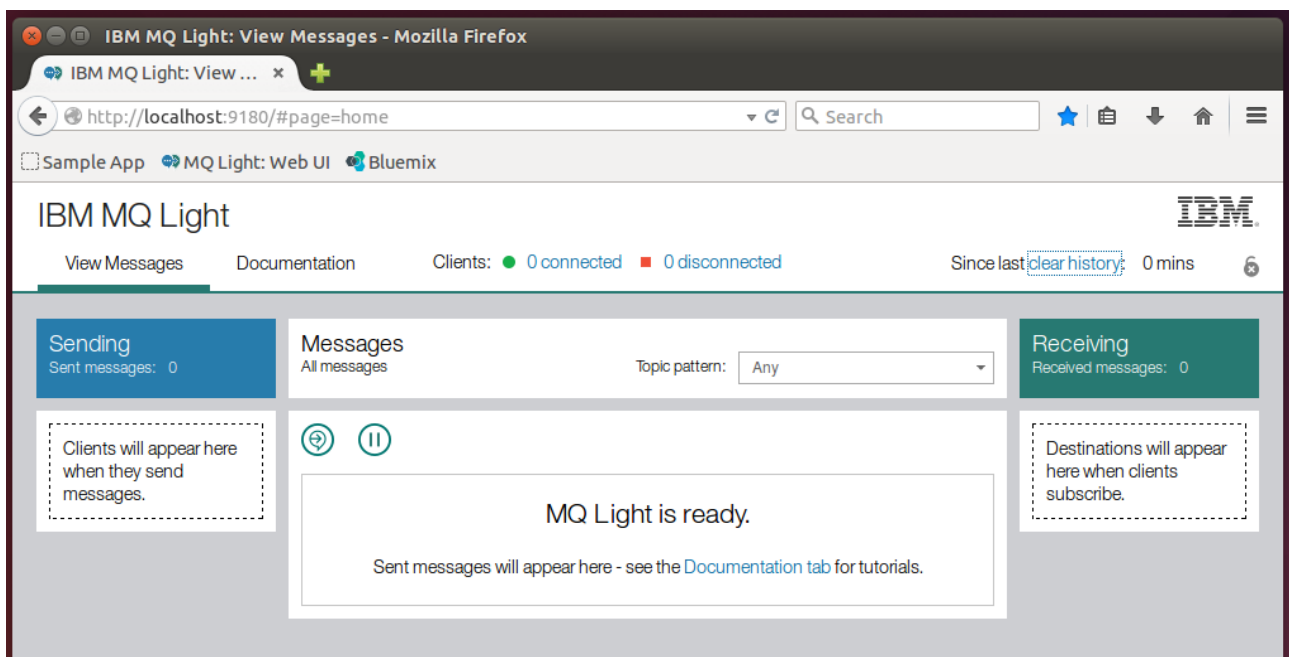 IBM MQ Light: View Messages - Mozilla Firefox
IBM MQ Light: View ... ×
http://localhost:9180/#page=home
Search
Sample App MQ Light: Web UI Bluemix
IBM MQ Light
IBM.
View Messages Documentation Clients: 0 connected 0 disconnected Since last clear history: 0 mins
Sending
Sent messages: 0
Messages
All messages
Topic pattern: Any
Receiving
Received messages: 0
Clients will appear here
when they send
messages.
MQ Light is ready.
Sent messages will appear here - see the Documentation tab for tutorials.
Destinations will appear
here when clients
subscribe.